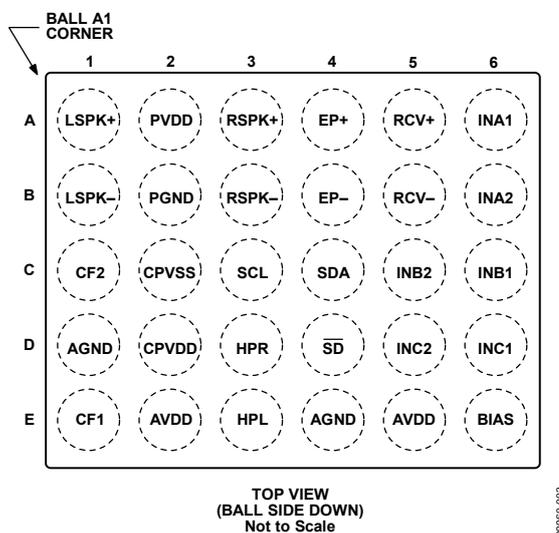 BALL A1
CORNER
1 2 3 4 5 6
A LSPK+ PVDD RSPK+ EP+ RCV+ INA1
B LSPK– PGND RSPK– EP– RCV– INA2
C CF2 CPVSS SCL SDA INB2 INB1
D AGND CPVDD HPR S̅D̅ INC2 INC1
E CF1 AVDD HPL AGND AVDD BIAS
TOP VIEW
(BALL SIDE DOWN)
Not to Scale